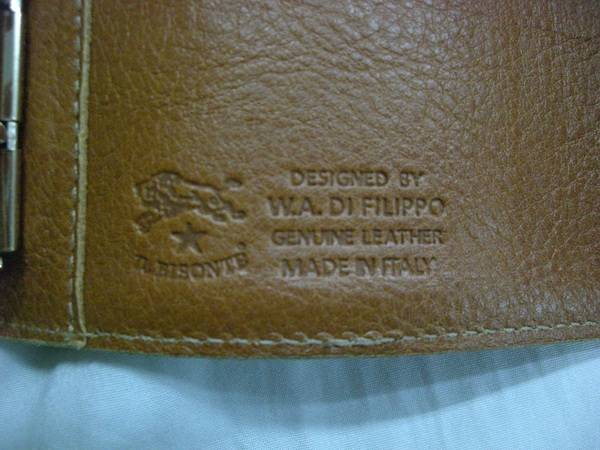 IL BISONTE®
DESIGNED BY
W.A. DI FILIPPO
GENUINE LEATHER
MADE IN ITALY